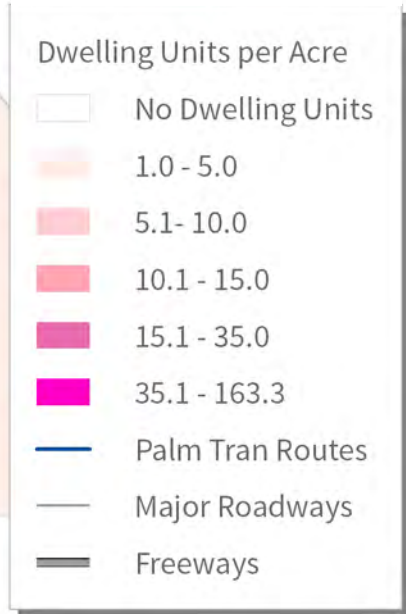 Dwelling Units per Acre
No Dwelling Units
1.0 - 5.0
5.1- 10.0
10.1 - 15.0
15.1 - 35.0
35.1 - 163.3
Palm Tran Routes
Major Roadways
Freeways